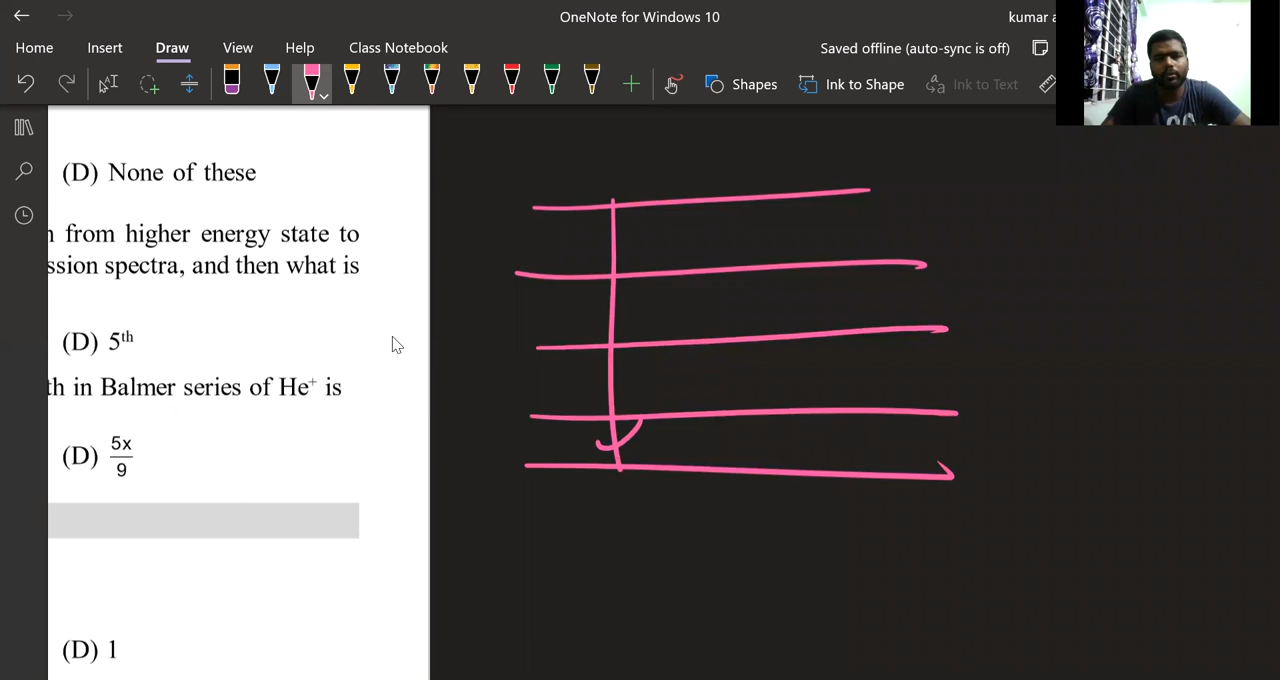 OneNote for Windows 10
kumar a
Home Insert Draw View Help Class Notebook
Saved offline (auto-sync is off)
Shapes
Ink to Shape
Ink to Text
(D) None of these
n from higher energy state to
ssion spectra, and then what is
(D) 5th
th in Balmer series of He+ is
(D) 5x/9
(D) 1